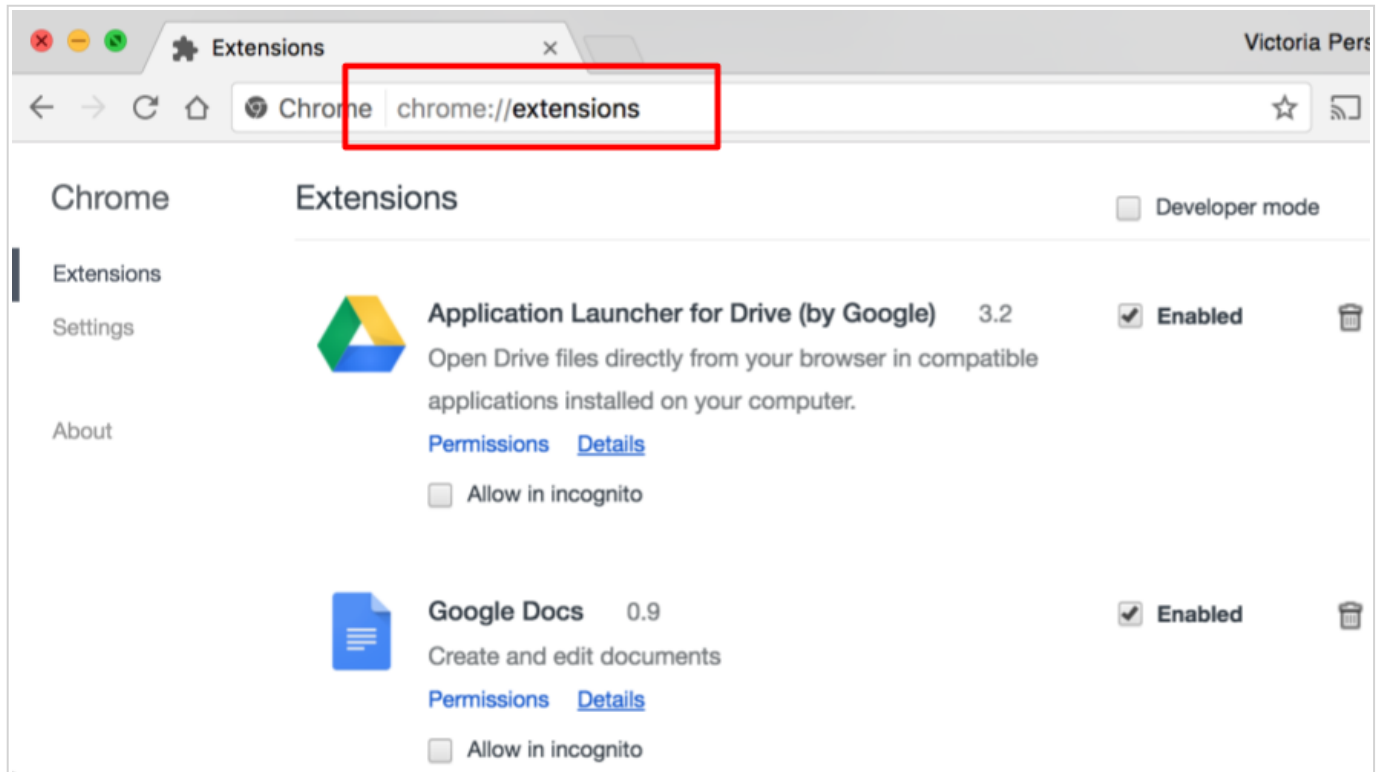 Extensions
Victoria Pers
Chrome chrome://extensions
Chrome
Extensions
Developer mode
Extensions
Settings
About
Application Launcher for Drive (by Google) 3.2
Enabled
Open Drive files directly from your browser in compatible
applications installed on your computer.
Permissions Details
Allow in incognito
Google Docs 0.9
Enabled
Create and edit documents
Permissions Details
Allow in incognito